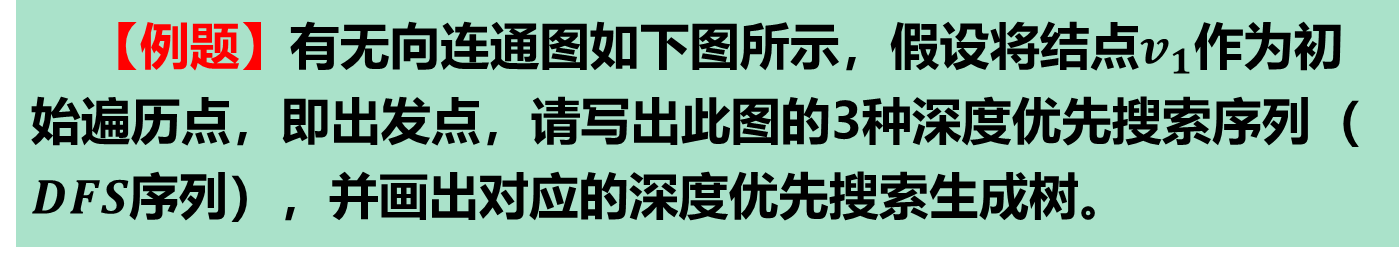 【例题】有无向连通图如下图所示，假设将结点v₁作为初
始遍历点，即出发点，请写出此图的3种深度优先搜索序列（
DFS序列），并画出对应的深度优先搜索生成树。